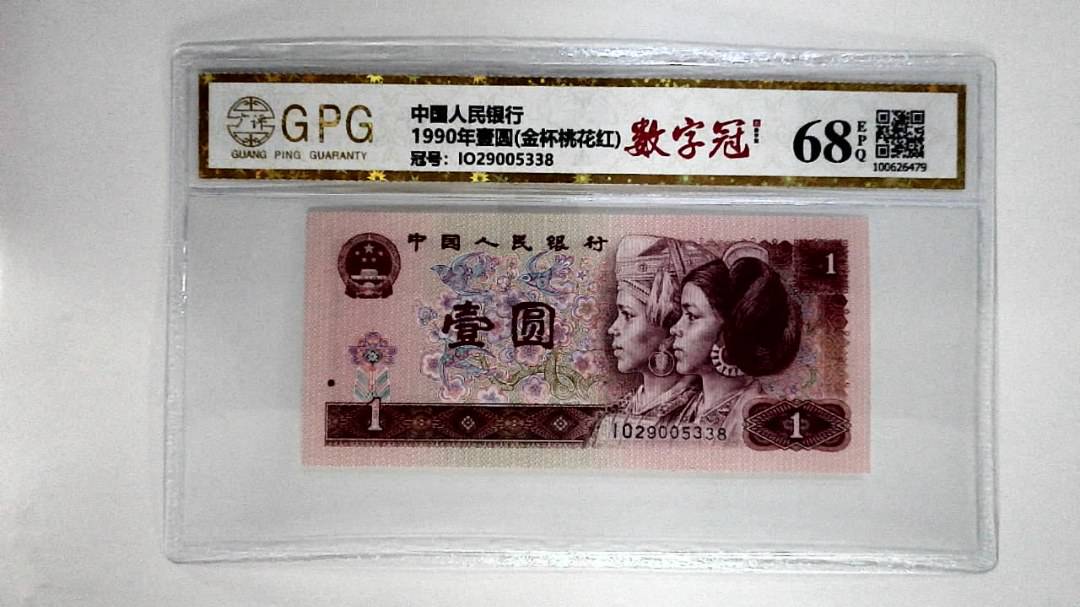 广评
GPG
GUANG PING GUARANTY
中国人民银行
1990年壹圆(金杯桃花红)
冠号：IO29005338
数字冠
68
EPQ
100626479
中国人民银行
1
壹圆
1
IO29005338
1